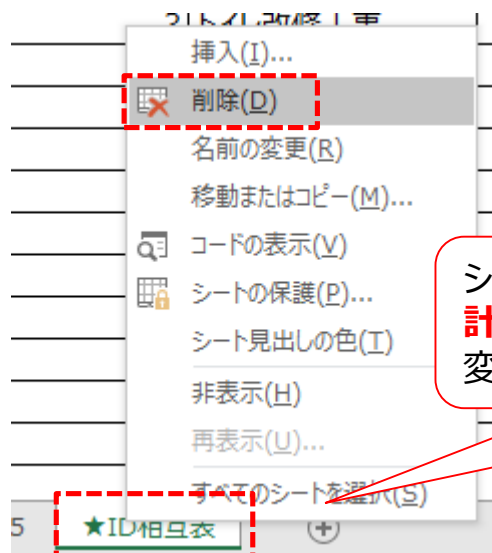 挿入(I)...
削除(D)
名前の変更(R)
移動またはコピー(M)...
コードの表示(V)
シートの保護(P)...
シート見出しの色(T)
非表示(H)
再表示(U)...
すべてのシートを選択(S)
シ
計
変
5 ★ID相互表